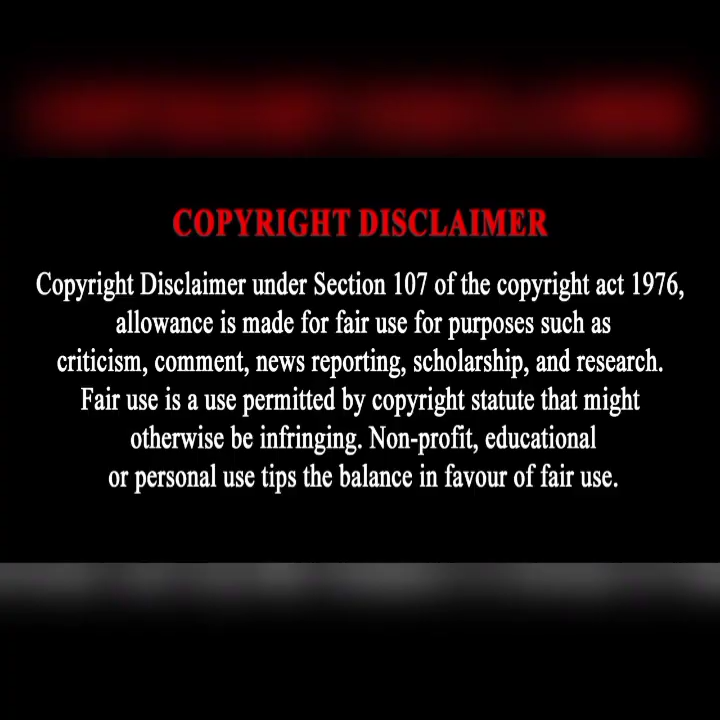 COPYRIGHT DISCLAIMER
Copyright Disclaimer under Section 107 of the copyright act 1976,
allowance is made for fair use for purposes such as
criticism, comment, news reporting, scholarship, and research.
Fair use is a use permitted by copyright statute that might
otherwise be infringing. Non-profit, educational
or personal use tips the balance in favour of fair use.